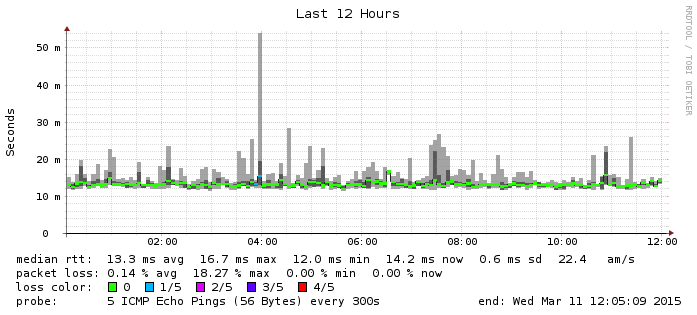 Last 12 Hours
RRDTOOL / TOBI OETIKER
Seconds
50 m
40 m
30 m
20 m
10 m
0
02:00 04:00 06:00 08:00 10:00 12:00
median rtt: 13.3 ms avg 16.7 ms max 12.0 ms min 14.2 ms now 0.6 ms sd 22.4 am/s
packet loss: 0.14 % avg 18.27 % max 0.00 % min 0.00 % now
loss color: 0 1/5 2/5 3/5 4/5
probe: 5 ICMP Echo Pings (56 Bytes) every 300s end: Wed Mar 11 12:05:09 2015